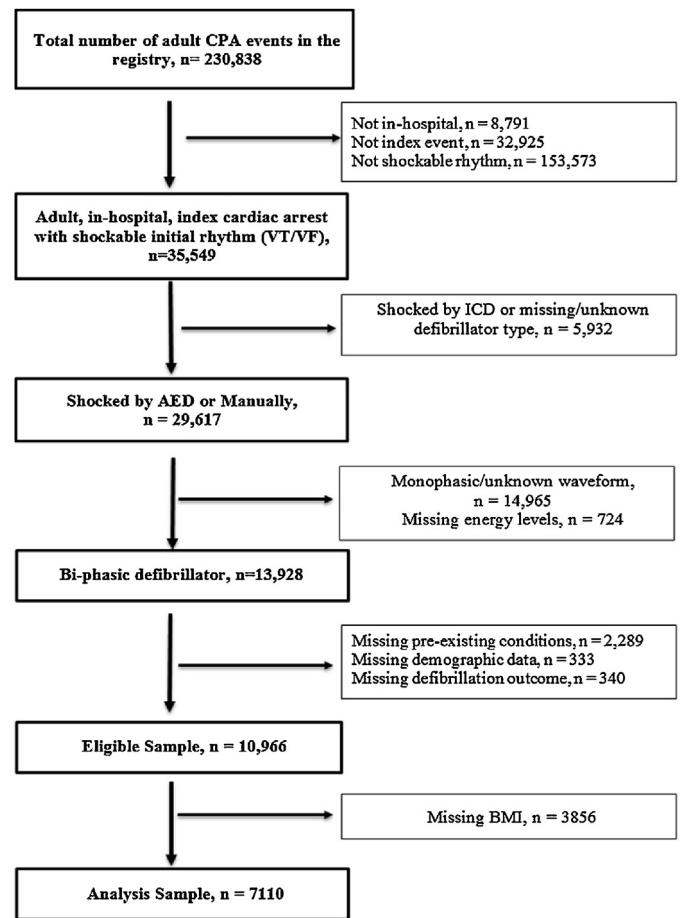 Total number of adult CPA events in the
registry, n= 230,838
Not in-hospital, n = 8,791
Not index event, n = 32,925
Not shockable rhythm, n = 153,573
Adult, in-hospital, index cardiac arrest
with shockable initial rhythm (VT/VF),
n=35,549
Shocked by ICD or missing/unknown
defibrillator type, n = 5,932
Shocked by AED or Manually,
n = 29,617
Monophasic/unknown waveform,
n = 14,965
Missing energy levels, n = 724
Bi-phasic defibrillator, n=13,928
Missing pre-existing conditions, n = 2,289
Missing demographic data, n = 333
Missing defibrillation outcome, n = 340
Eligible Sample, n = 10,966
Missing BMI, n = 3856
Analysis Sample, n = 7110